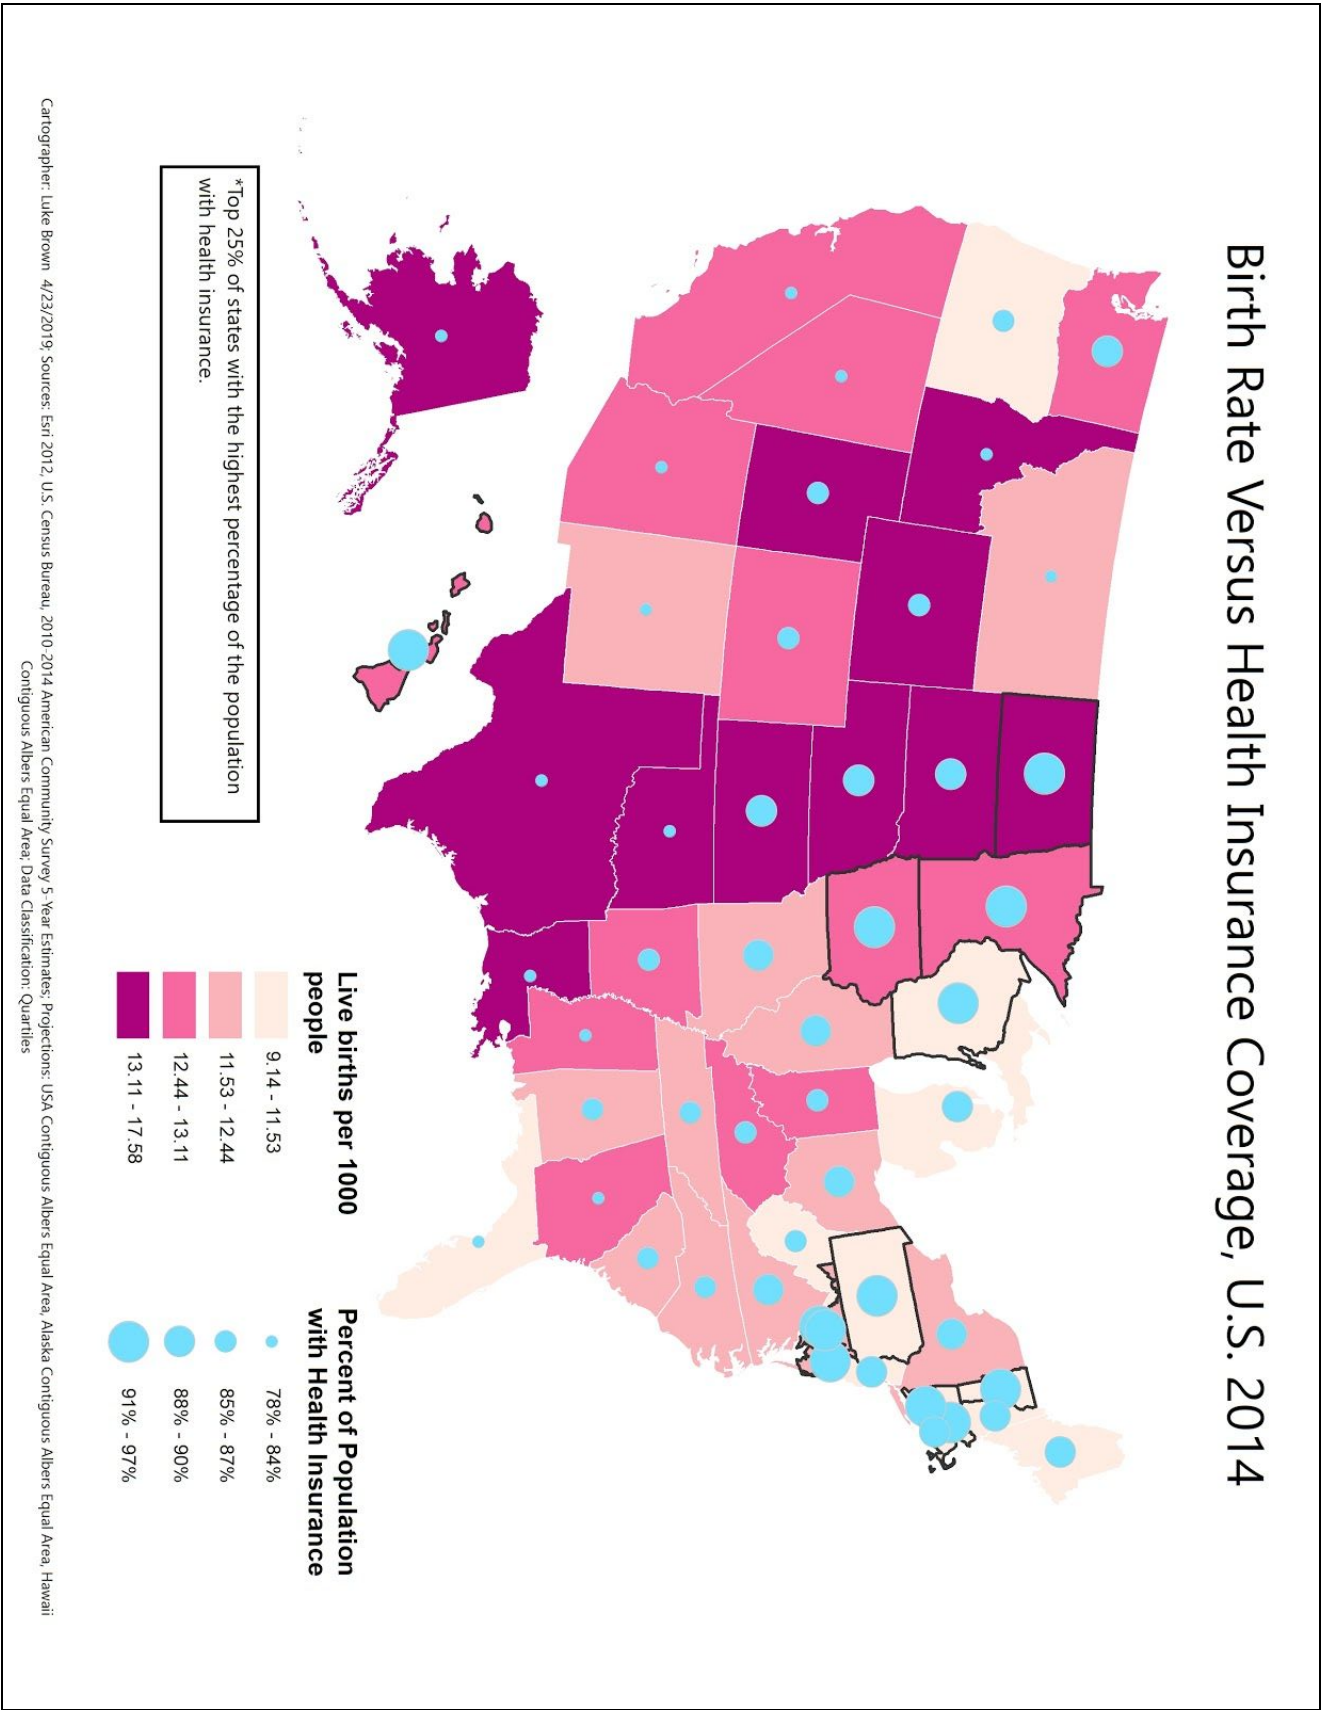 Birth Rate Versus Health Insurance Coverage, U.S. 2014
Live births per 1000
people
9.14 - 11.53
11.53 - 12.44
12.44 - 13.11
13.11 - 17.58
Percent of Population
with Health Insurance
78% - 84%
85% - 87%
88% - 90%
91% - 97%
*Top 25% of states with the highest percentage of the population
with health insurance.
Cartographer: Luke Brown 4/23/2019; Sources: Esri 2012, U.S. Census Bureau, 2010-2014 American Community Survey 5-Year Estimates; Projections: USA Contiguous Albers Equal Area, Alaska Contiguous Albers Equal Area, Hawaii
Contiguous Albers Equal Area; Data Classification: Quartiles